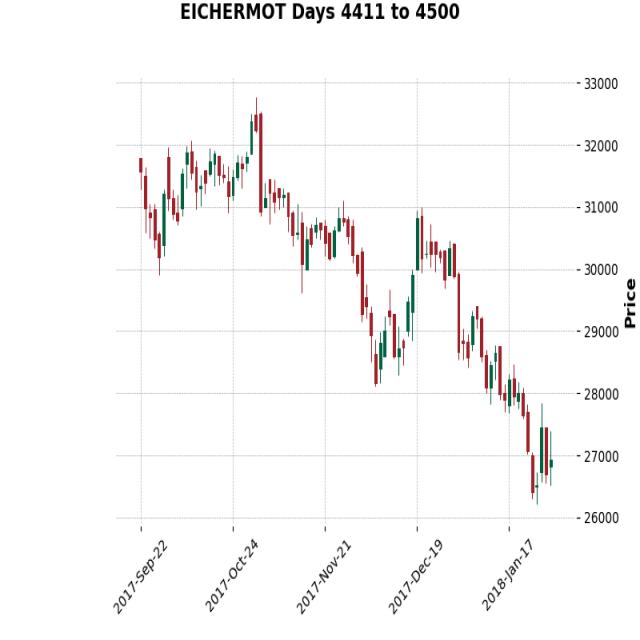 EICHERMOT Days 4411 to 4500
33000
32000
31000
30000
29000
28000
27000
26000
Price
2017-Sep-22
2017-Oct-24
2017-Nov-21
2017-Dec-19
2018-Jan-17